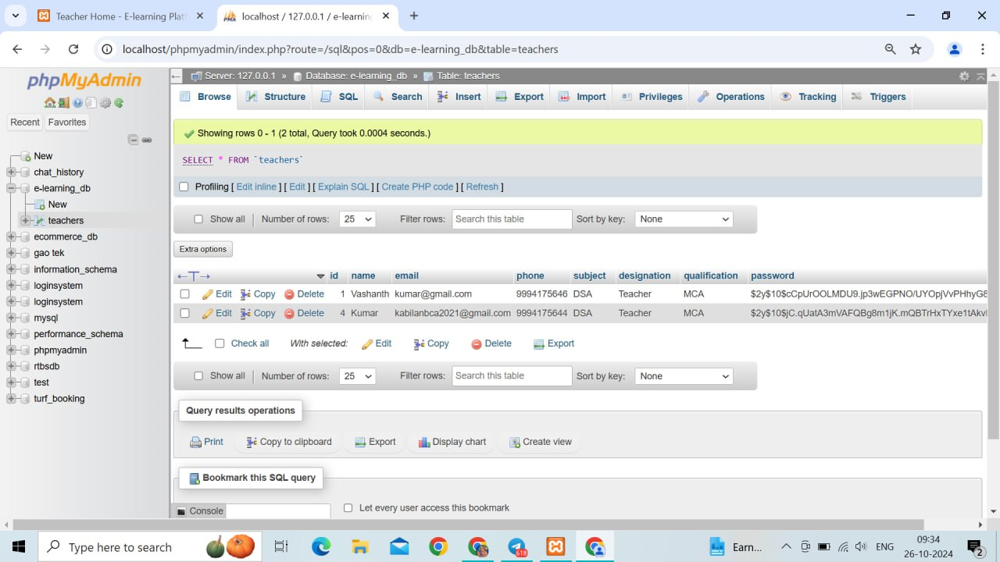 Teacher Home - E-learning Plat
localhost / 127.0.0.1 / e-learnin
localhost/phpmyadmin/index.php?route=/sql&pos=0&db=e-learning_db&table=teachers
phpMyAdmin
Recent Favorites
New
chat_history
e-learning_db
New
teachers
ecommerce_db
gao tek
information_schema
loginsystem
loginsystem
mysql
performance_schema
phpmyadmin
rtbsdb
test
turf_booking
Server: 127.0.0.1 » Database: e-learning_db » Table: teachers
Browse Structure SQL Search Insert Export Import Privileges Operations Tracking Triggers
Showing rows 0 - 1 (2 total, Query took 0.0004 seconds.)
SELECT * FROM `teachers`
Profiling [ Edit inline ] [ Edit ] [ Explain SQL ] [ Create PHP code ] [ Refresh ]
Show all Number of rows: 25 Filter rows: Search this table Sort by key: None
Extra options
id name email phone subject designation qualification password
Edit Copy Delete 1 Vashanth kumar@gmail.com 9994175646 DSA Teacher MCA $2y$10$cCpUrOOLMDU9.jp3wEGPNO/UYOpjVvPHhyG8
Edit Copy Delete 4 Kumar kabilanbca2021@gmail.com 9994175644 DSA Teacher MCA $2y$10$jC.qUatA3mVAFQBg8m1jK.mQBTrHxTYxe1tAkvl
Check all With selected: Edit Copy Delete Export
Show all Number of rows: 25 Filter rows: Search this table Sort by key: None
Query results operations
Print Copy to clipboard Export Display chart Create view
Bookmark this SQL query
Console
Let every user access this bookmark
Type here to search
618
Earn...
ENG
09:34
26-10-2024
2